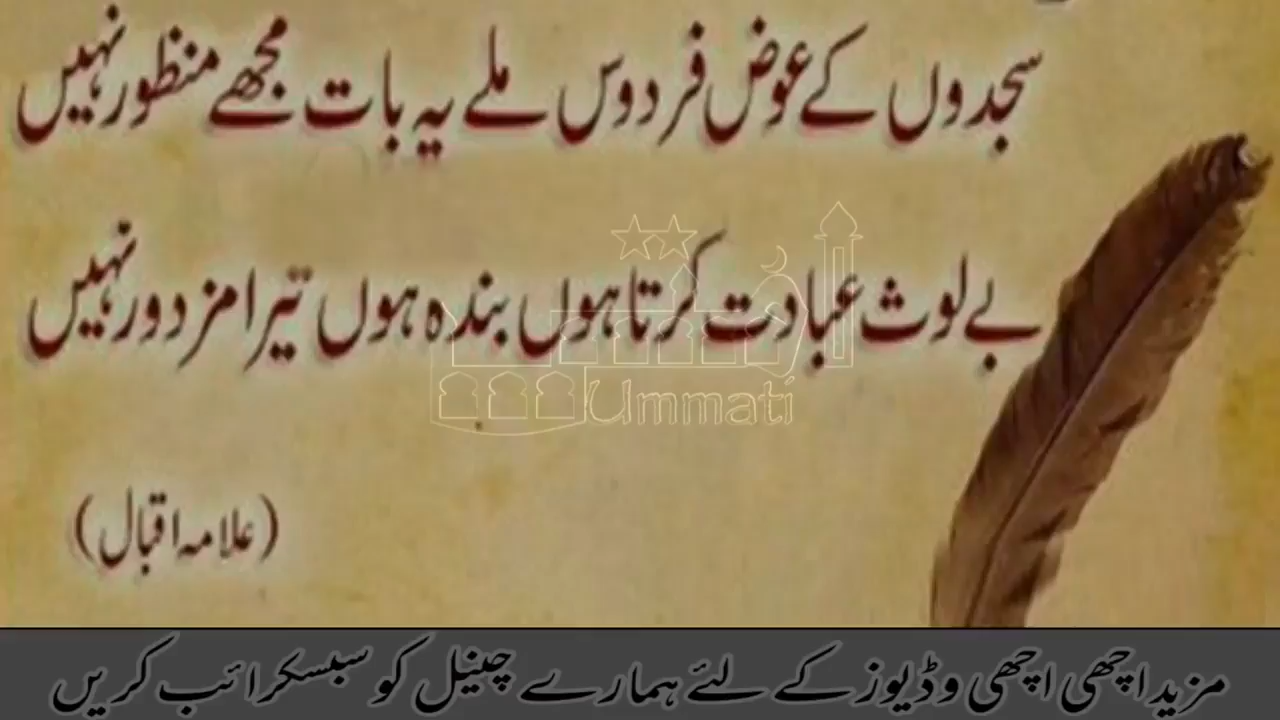 سجدوں کے عوض فردوس ملے یہ بات مجھے منظور نہیں
بے لوث عبادت کرتا ہوں بندہ ہوں تیرا مزدور نہیں
Ummati
(علامہ اقبال)
مزید اچھی اچھی وڈیوز کے لئے ہمارے چینیل کو سبسکرائب کریں